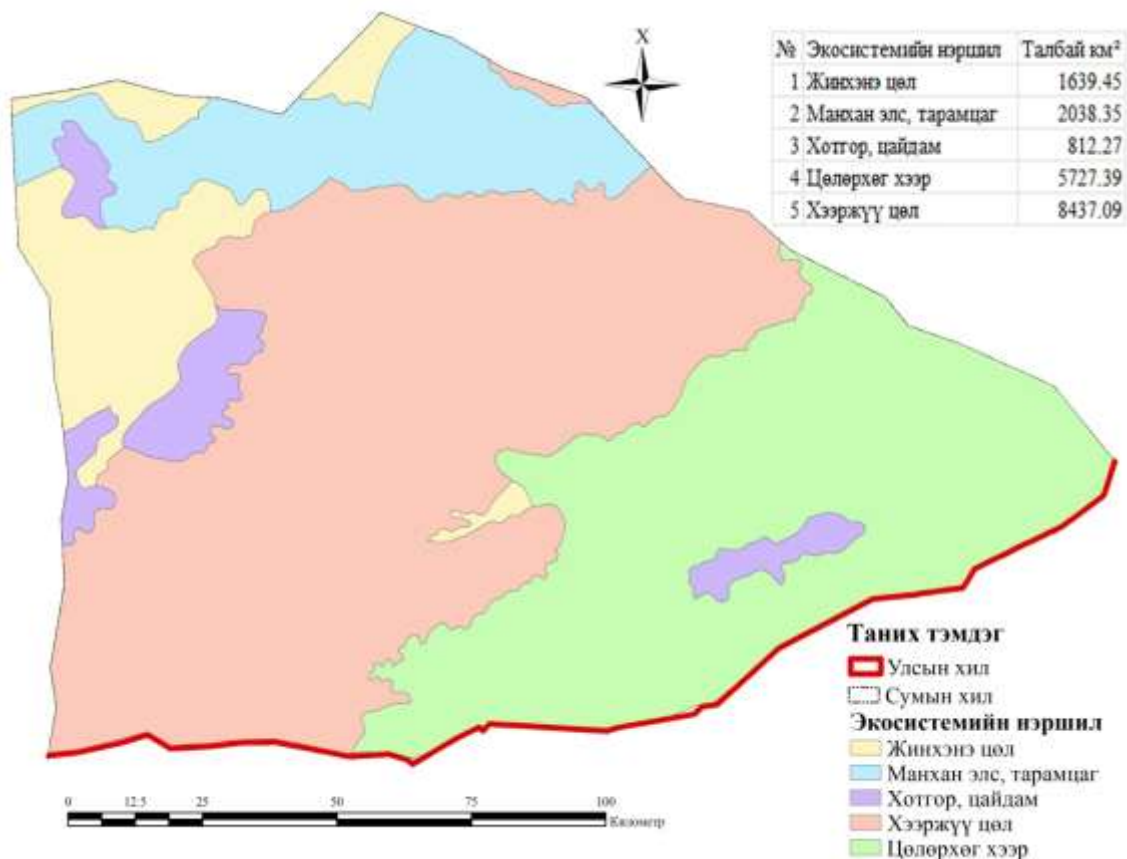 Х
№ Экосистемийн нэршил Талбай км²
1 Жинхэнэ цөл 1639.45
2 Манхан элс, тарамцаг 2038.35
3 Хотгор, цайдам 812.27
4 Цөлөрхөг хээр 5727.39
5 Хээржүү цөл 8437.09
Таних тэмдэг
Улсын хил
Сумын хил
Экосистемийн нэршил
Жинхэнэ цөл
Манхан элс, тарамцаг
Хотгор, цайдам
Хээржүү цөл
Цөлөрхөг хээр
0 12.5 25 50 75 100
Километр